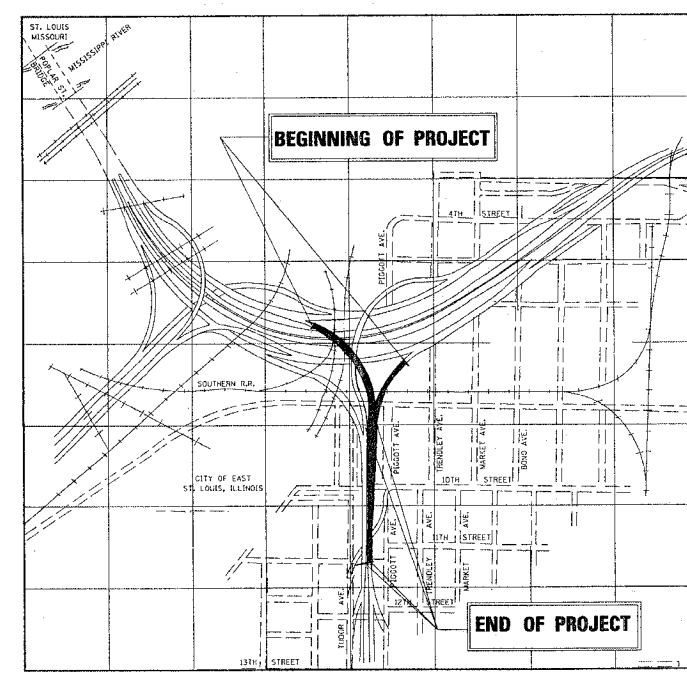 ST. LOUIS
MISSOURI
MISSISSIPPI RIVER
POPLAR ST.
BRIDGE
BEGINNING OF PROJECT
4TH STREET
PIGGOTT AVE.
SOUTHERN R.R.
PIGGOTT AVE.
TRENDLEY AVE.
MARKET AVE.
BOND AVE.
CITY OF EAST
ST. LOUIS, ILLINOIS
10TH STREET
PIGGOTT AVE.
TRENDLEY AVE.
MARKET AVE.
11TH STREET
TUDOR AVE.
12TH STREET
END OF PROJECT
13TH STREET